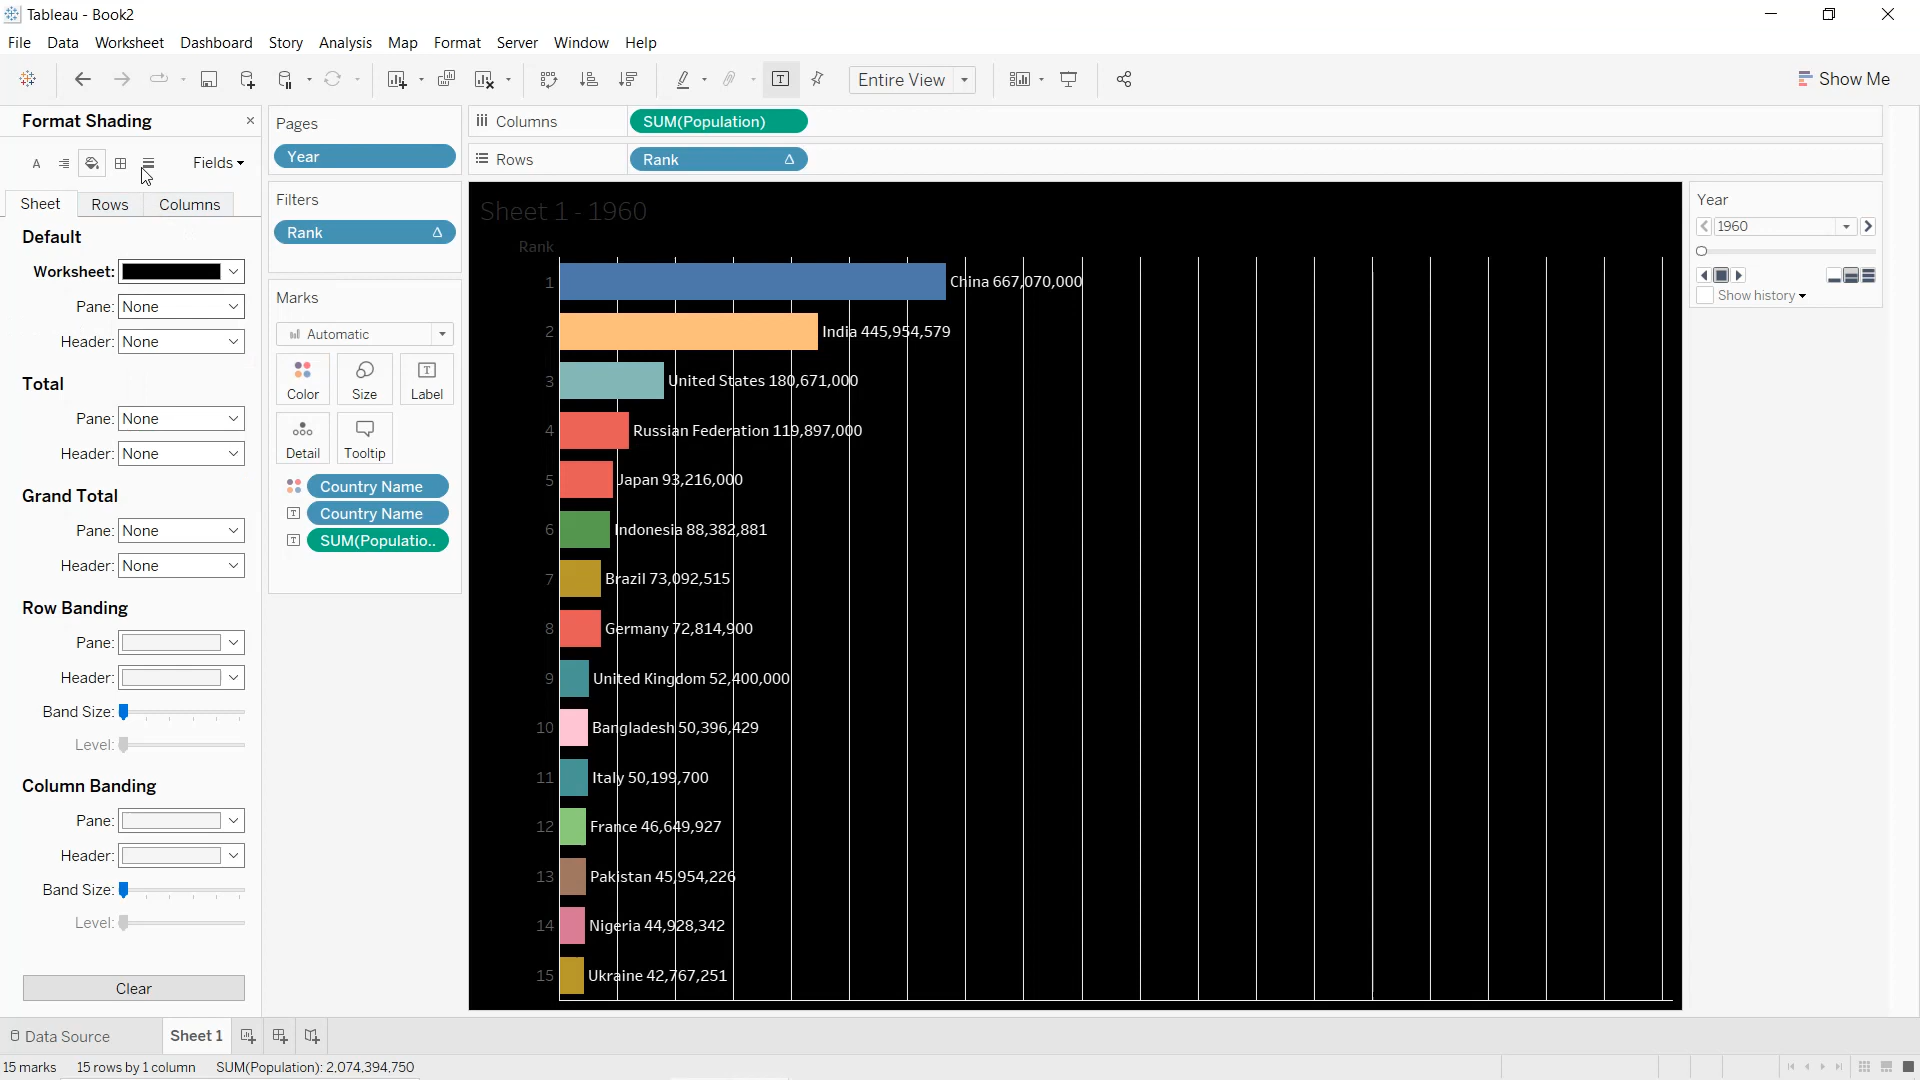 Tableau - Book2
File Data Worksheet Dashboard Story Analysis Map Format Server Window Help
Entire View
Show Me
Format Shading
Fields
Sheet Rows Columns
Default
Worksheet:
Pane: None
Header: None
Total
Pane: None
Header: None
Grand Total
Pane: None
Header: None
Row Banding
Pane:
Header:
Band Size:
Level:
Column Banding
Pane:
Header:
Band Size:
Level:
Clear
Pages
Year
Filters
Rank
Marks
Automatic
Color Size Label
Detail Tooltip
Country Name
Country Name
SUM(Populatio..
Columns SUM(Population)
Rows Rank
Sheet 1 - 1960
Rank
1 China 667,070,000
2 India 445,954,579
3 United States 180,671,000
4 Russian Federation 119,897,000
5 Japan 93,216,000
6 Indonesia 88,382,881
7 Brazil 73,092,515
8 Germany 72,814,900
9 United Kingdom 52,400,000
10 Bangladesh 50,396,429
11 Italy 50,199,700
12 France 46,649,927
13 Pakistan 45,954,226
14 Nigeria 44,928,342
15 Ukraine 42,767,251
Year
1960
Show history
Data Source Sheet 1
15 marks 15 rows by 1 column SUM(Population): 2,074,394,750